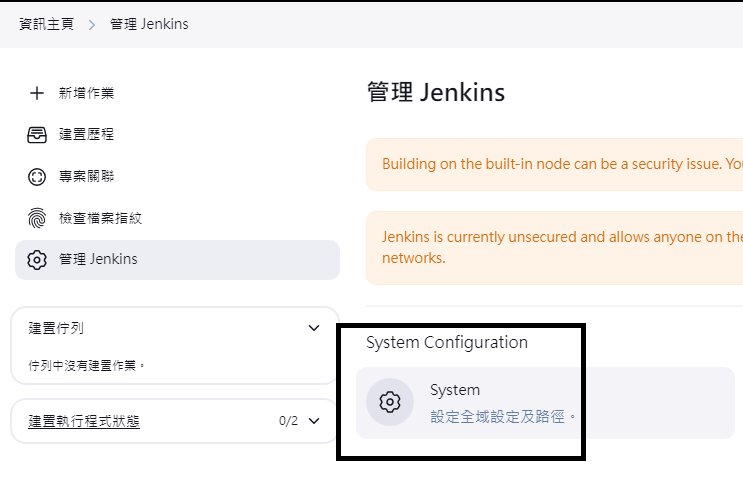 資訊主頁 > 管理 Jenkins
新增作業
建置歷程
專案關聯
檢查檔案指紋
管理 Jenkins
建置佇列
佇列中沒有建置作業。
建置執行程式狀態 0/2
管理 Jenkins
Building on the built-in node can be a security issue. You
Jenkins is currently unsecured and allows anyone on the
networks.
System Configuration
System
設定全域設定及路徑。